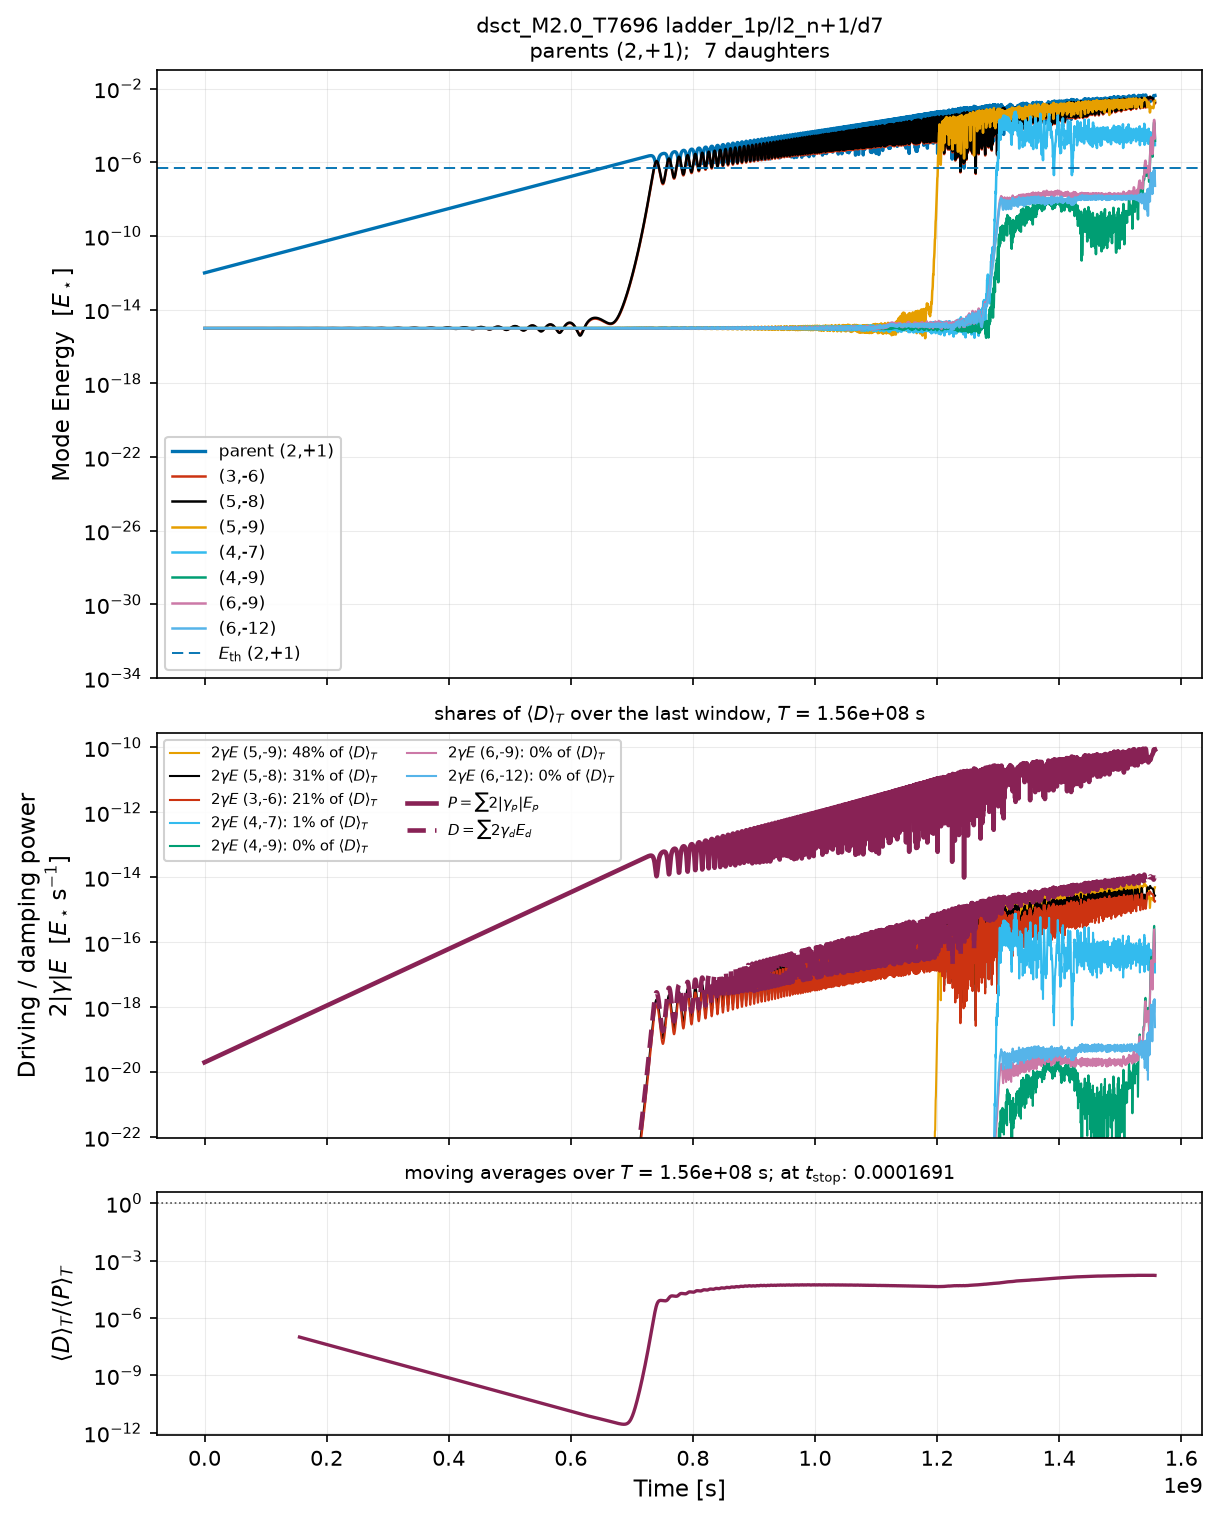 dsct_M2.0_T7696 ladder_1p/l2_n+1/d7
parents (2,+1);  7 daughters
10⁻²
10⁻⁶
10⁻¹⁰
10⁻¹⁴
10⁻¹⁸
10⁻²²
10⁻²⁶
10⁻³⁰
10⁻³⁴
Mode Energy [E⋆]
parent (2,+1)
(3,-6)
(5,-8)
(5,-9)
(4,-7)
(4,-9)
(6,-9)
(6,-12)
E_th (2,+1)
shares of ⟨D⟩_T over the last window, T = 1.56e+08 s
10⁻¹⁰
10⁻¹²
10⁻¹⁴
10⁻¹⁶
10⁻¹⁸
10⁻²⁰
10⁻²²
Driving / damping power
2|γ|E [E⋆ s⁻¹]
2γE (5,-9): 48% of ⟨D⟩_T
2γE (5,-8): 31% of ⟨D⟩_T
2γE (3,-6): 21% of ⟨D⟩_T
2γE (4,-7): 1% of ⟨D⟩_T
2γE (4,-9): 0% of ⟨D⟩_T
2γE (6,-9): 0% of ⟨D⟩_T
2γE (6,-12): 0% of ⟨D⟩_T
P = ∑2|γ_p|E_p
D = ∑2γ_dE_d
moving averages over T = 1.56e+08 s; at t_stop: 0.0001691
10⁰
10⁻³
10⁻⁶
10⁻⁹
10⁻¹²
⟨D⟩_T/⟨P⟩_T
0.0 0.2 0.4 0.6 0.8 1.0 1.2 1.4 1.6
1e9
Time [s]